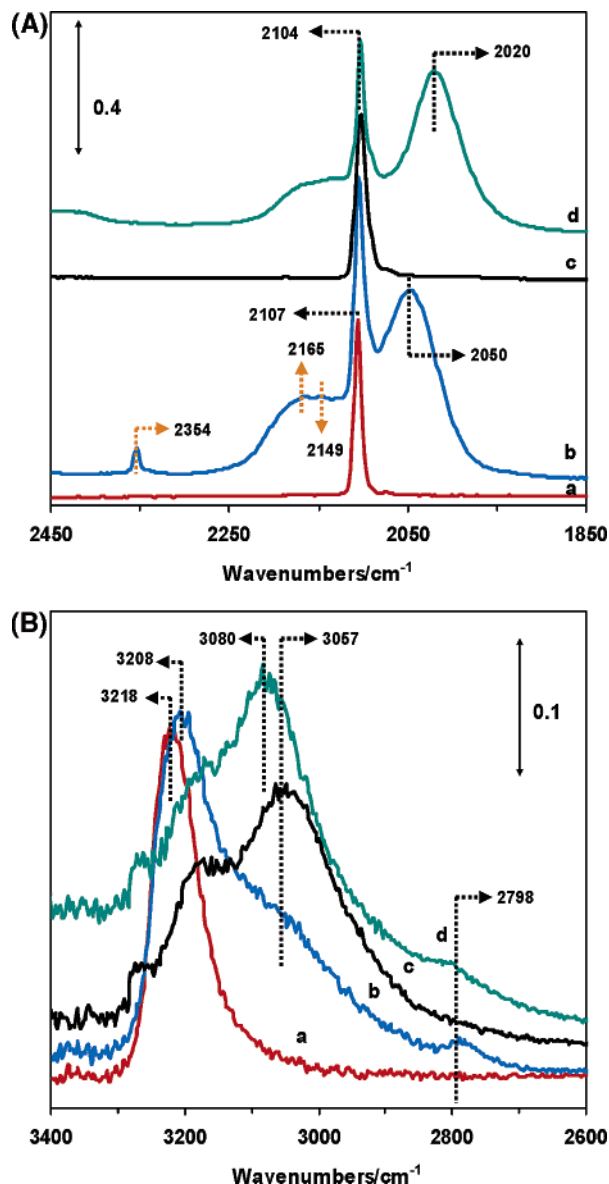 (A)
2104
2020
0.4
d
c
2107
2165
2050
2354
2149
b
a
2450 2250 2050 1850
Wavenumbers/cm-1
(B)
3080 3057
3208
3218
0.1
2798
d
c
b
a
3400 3200 3000 2800 2600
Wavenumbers/cm-1